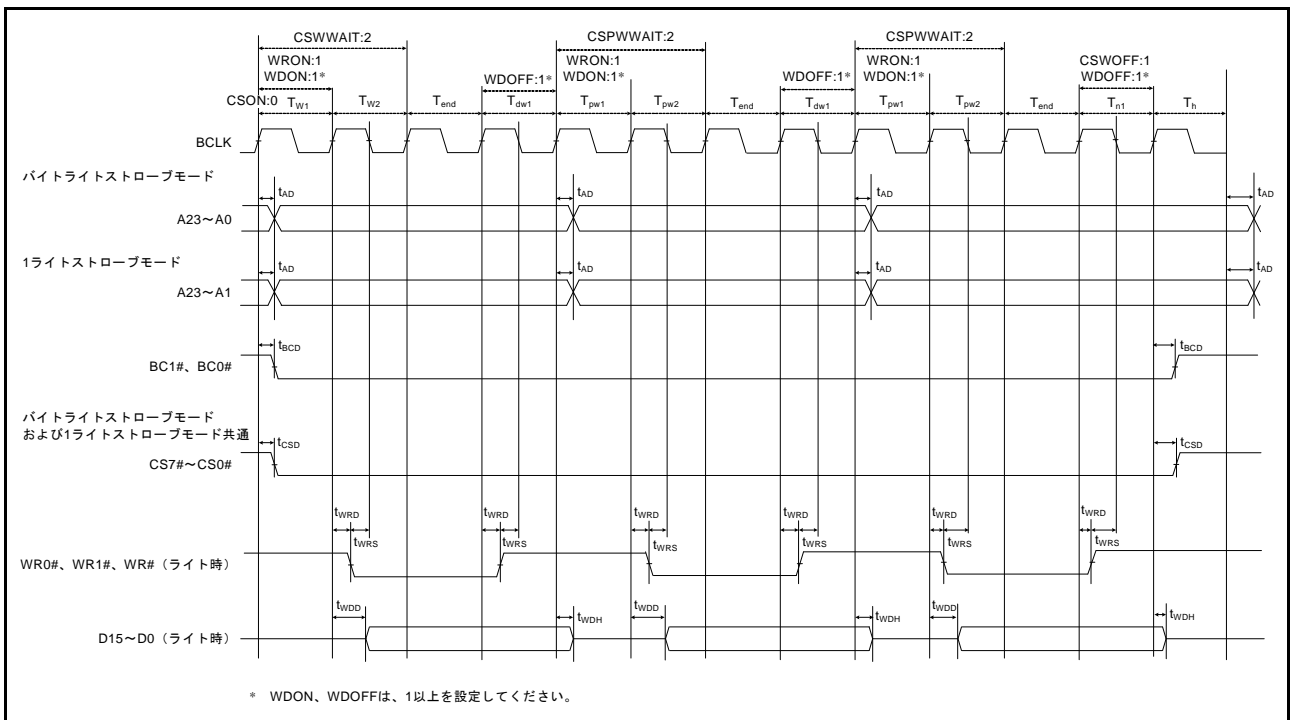 CSWWAIT:2
CSPWWAIT:2
CSPWWAIT:2
WRON:1
WRON:1
WRON:1
CSWOFF:1
WDON:1*
WDOFF:1*
WDON:1*
WDOFF:1*
WDON:1*
WDOFF:1*
CSON:0
TW1
TW2
Tend
Tdw1
Tpw1
Tpw2
Tend
Tdw1
Tpw1
Tpw2
Tend
Tn1
Th
BCLK
バイトライトストローブモード
tAD
tAD
tAD
tAD
A23～A0
1ライトストローブモード
tAD
tAD
tAD
tAD
A23～A1
tBCD
tBCD
BC1#、BC0#
バイトライトストローブモード
および1ライトストローブモード共通
tCSD
tCSD
CS7#～CS0#
tWRD
tWRD
tWRD
tWRD
tWRD
tWRD
tWRS
tWRS
tWRS
tWRS
tWRS
tWRS
WR0#、WR1#、WR#（ライト時）
tWDD
tWDH
tWDD
tWDH
tWDD
tWDH
D15～D0（ライト時）
* WDON、WDOFFは、1以上を設定してください。